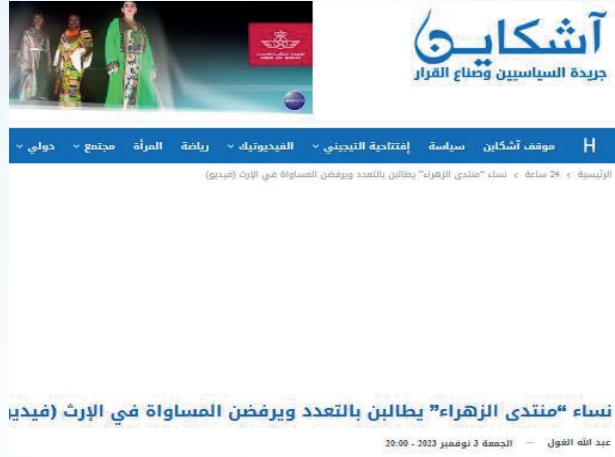 آشكاين
جريدة السياسيين وصناع القرار
H موقف آشكاين سياسة إفتتاحية التيجيني الفيديوتيك رياضة المرأة مجتمع دولي
الرئيسية › 24 ساعة › نساء “منتدى الزهراء” يطالبن بالتعدد ويرفضن المساواة في الإرث (فيديو)
نساء “منتدى الزهراء” يطالبن بالتعدد ويرفضن المساواة في الإرث (فيديو
عبد الله الغول — الجمعة 3 نوفمبر 2023 - 20:00